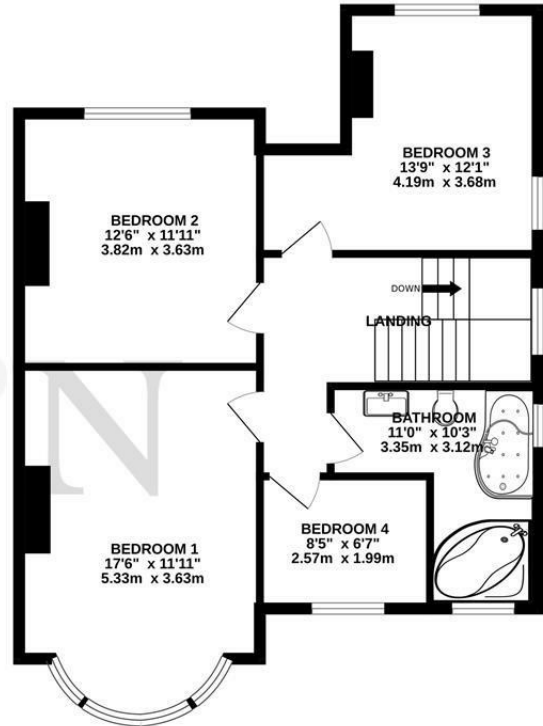 BEDROOM 3
13'9" x 12'1"
4.19m x 3.68m
BEDROOM 2
12'6" x 11'11"
3.82m x 3.63m
DOWN
LANDING
BATHROOM
11'0" x 10'3"
3.35m x 3.12m
BEDROOM 4
8'5" x 6'7"
2.57m x 1.99m
BEDROOM 1
17'6" x 11'11"
5.33m x 3.63m
N